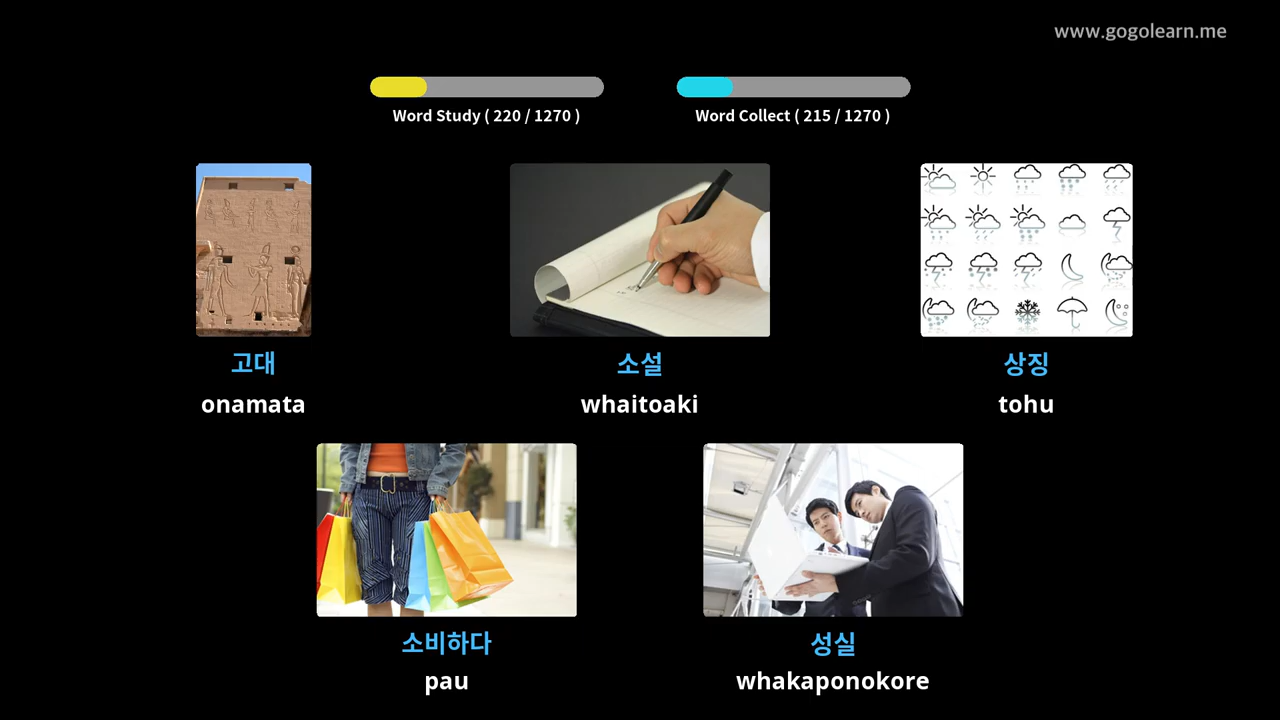 www.gogolearn.me
Word Study ( 220 / 1270 )
Word Collect ( 215 / 1270 )
고대
onamata
소설
whaitoaki
상징
tohu
소비하다
pau
성실
whakaponokore